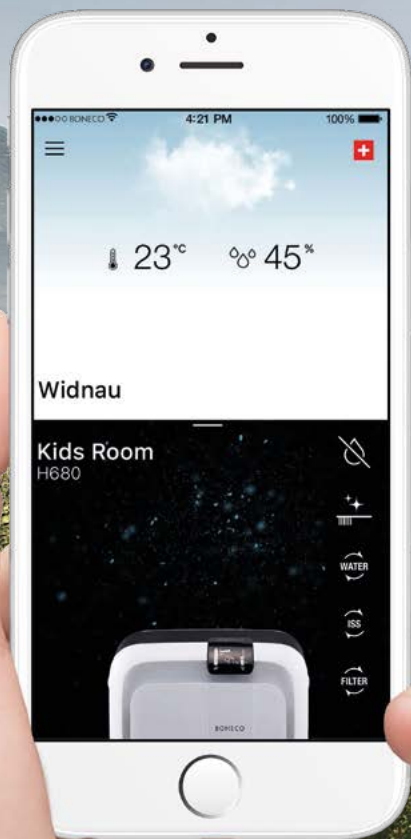 BONECO 4:21 PM 100%
23°C 45%
Widnau
Kids Room
H680
WATER
ISS
FILTER
BONECO